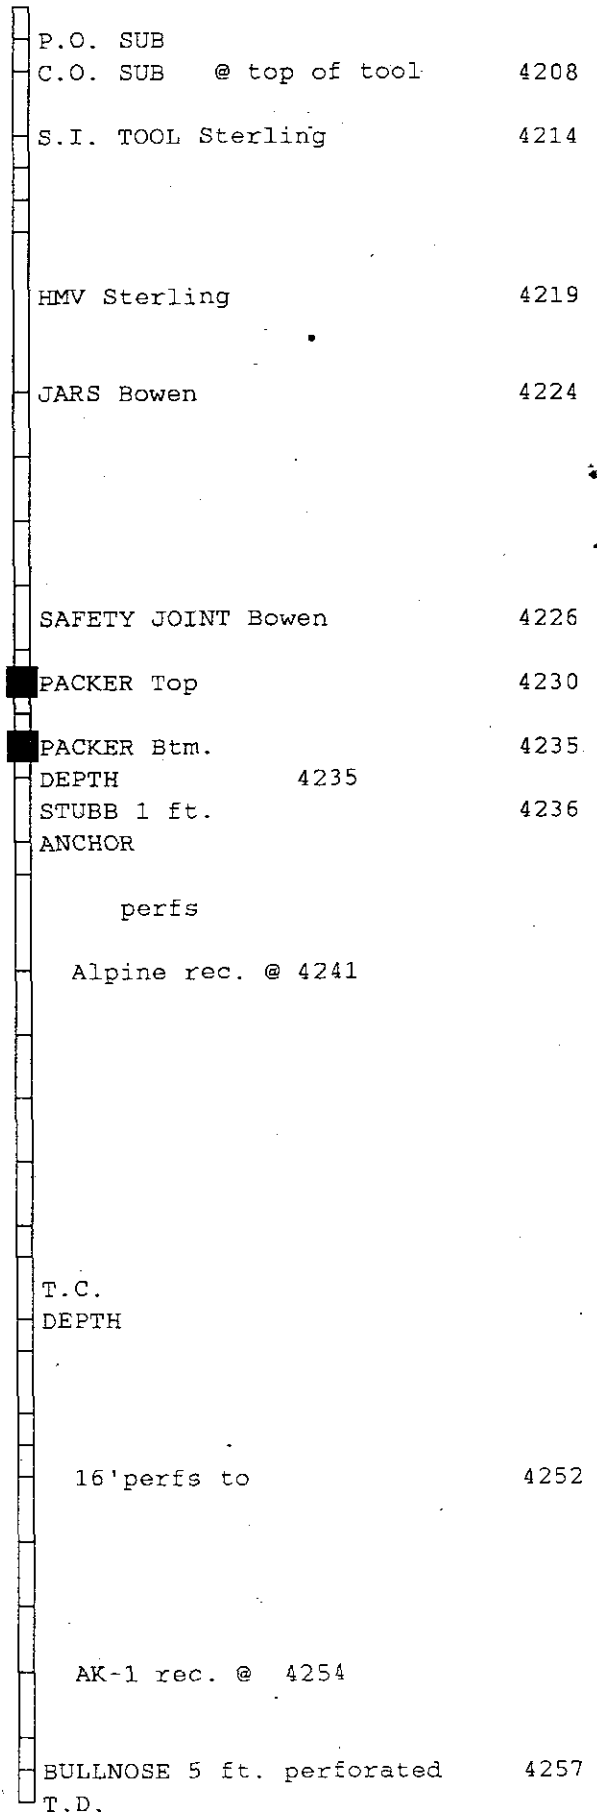 P.O. SUB
C.O. SUB @ top of tool 4208
S.I. TOOL Sterling 4214
HMV Sterling 4219
JARS Bowen 4224
SAFETY JOINT Bowen 4226
PACKER Top 4230
PACKER Btm. 4235
DEPTH 4235
STUBB 1 ft. 4236
ANCHOR
perfs
Alpine rec. @ 4241
T.C.
DEPTH
16'perfs to 4252
AK-1 rec. @ 4254
BULLNOSE 5 ft. perforated 4257
T.D.